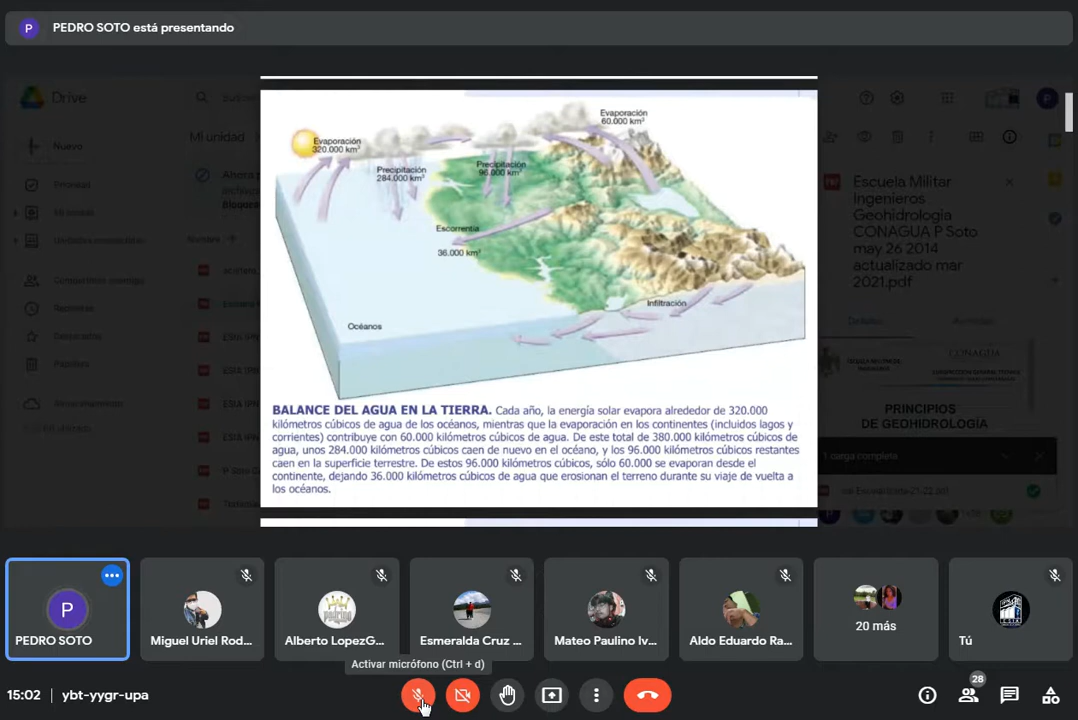 PEDRO SOTO está presentando
Drive
Buscar
Nuevo
Mi unidad
Evaporación
320.000 km³
Evaporación
60.000 km³
Precipitación
284.000 km³
Precipitación
96.000 km³
Escorrentía
36.000 km³
Infiltración
Océanos
BALANCE DEL AGUA EN LA TIERRA. Cada año, la energía solar evapora alrededor de 320.000
kilómetros cúbicos de agua de los océanos, mientras que la evaporación en los continentes (incluidos lagos y
corrientes) contribuye con 60.000 kilómetros cúbicos de agua. De este total de 380.000 kilómetros cúbicos de
agua, unos 284.000 kilómetros cúbicos caen de nuevo en el océano, y los 96.000 kilómetros cúbicos restantes
caen en la superficie terrestre. De estos 96.000 kilómetros cúbicos, sólo 60.000 se evaporan desde el
continente, dejando 36.000 kilómetros cúbicos de agua que erosionan el terreno durante su viaje de vuelta a
los océanos.
Escuela Militar
Ingenieros
Geohidrologia
CONAGUA P Soto
may 26 2014
actualizado mar
2021.pdf
CONAGUA
PRINCIPIOS
DE GEOHIDROLOGIA
1 carga completa
P
PEDRO SOTO
Miguel Uriel Rod...
Alberto LopezG...
Esmeralda Cruz ...
Mateo Paulino Iv...
Aldo Eduardo Ra...
20 más
Tú
Activar micrófono (Ctrl + d)
15:02 ybt-yygr-upa
28